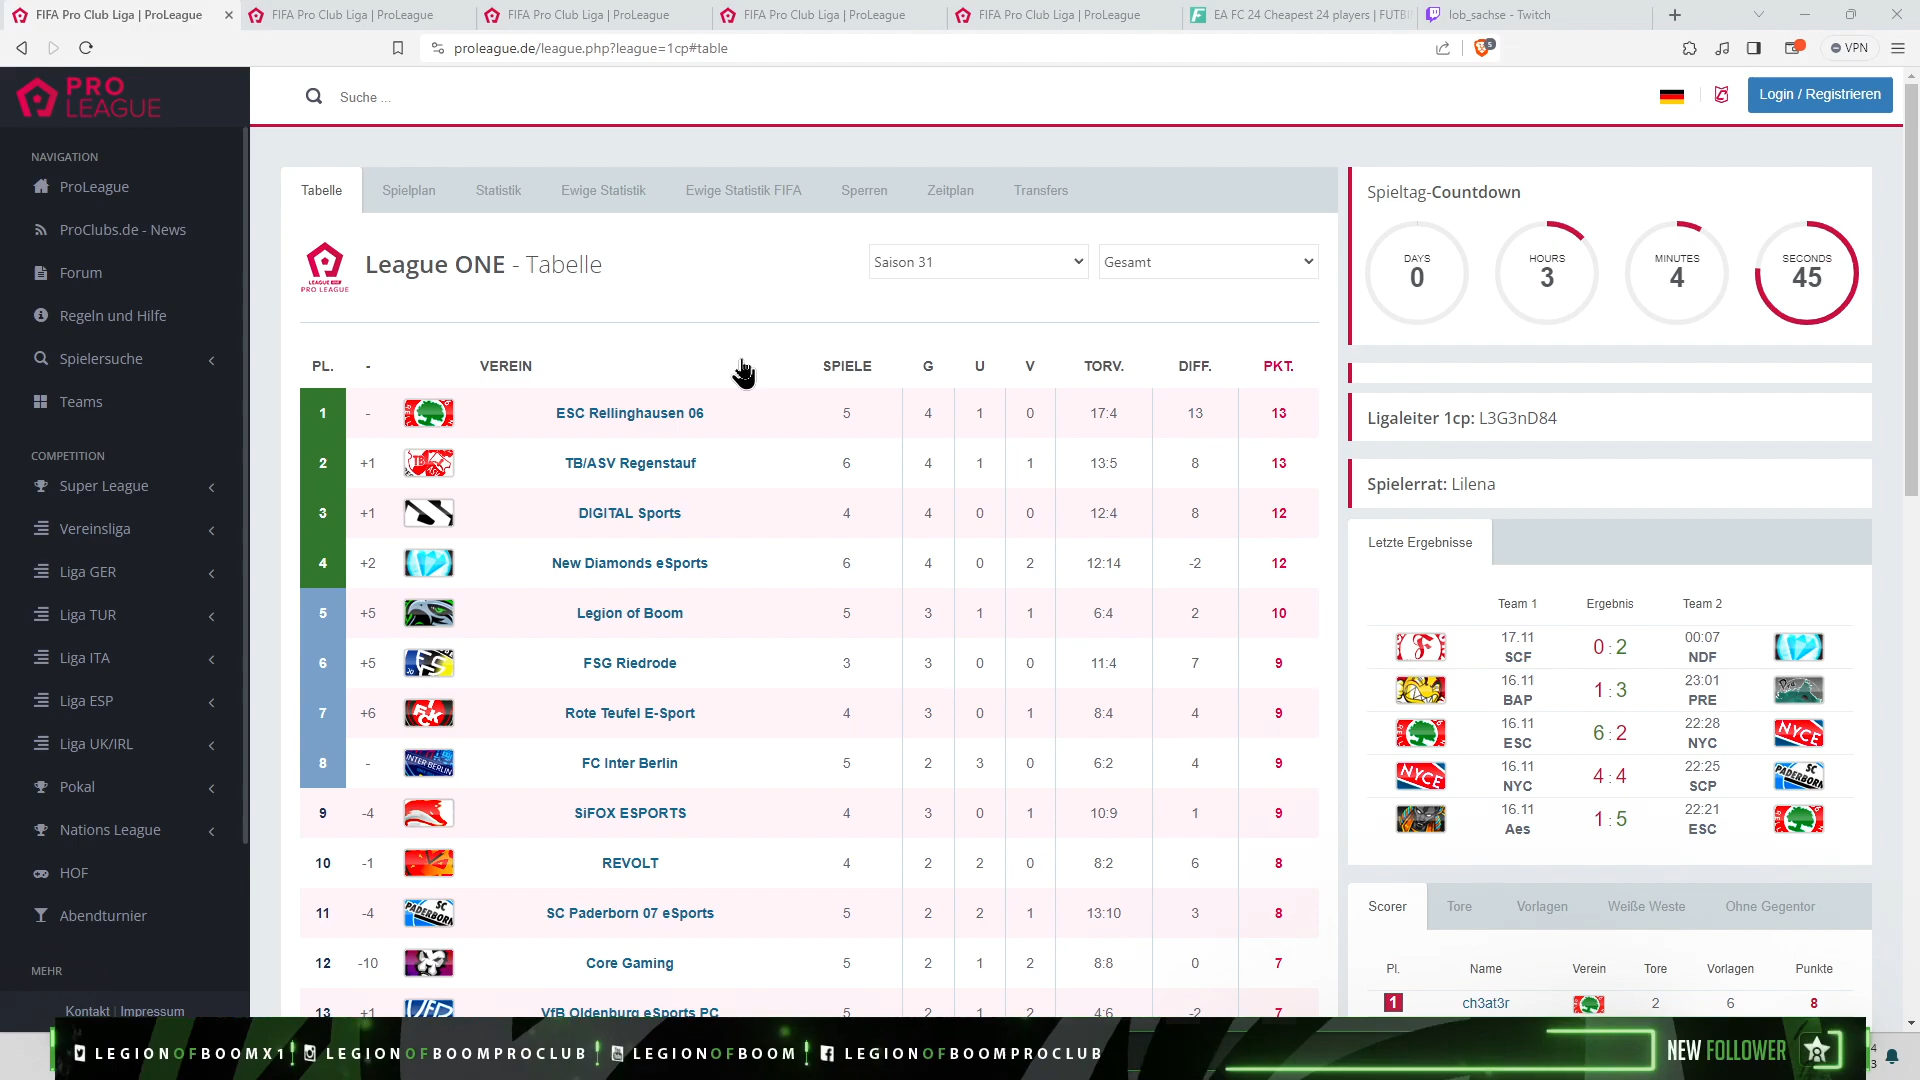 FIFA Pro Club Liga | ProLeague
FIFA Pro Club Liga | ProLeague
FIFA Pro Club Liga | ProLeague
FIFA Pro Club Liga | ProLeague
FIFA Pro Club Liga | ProLeague
EA FC 24 Cheapest 24 players | FUTBI
lob_sachse - Twitch
proleague.de/league.php?league=1cp#table
5
VPN
PRO LEAGUE
Suche ...
Login / Registrieren
NAVIGATION
ProLeague
ProClubs.de - News
Forum
Regeln und Hilfe
Spielersuche
Teams
COMPETITION
Super League
Vereinsliga
Liga GER
Liga TUR
Liga ITA
Liga ESP
Liga UK/IRL
Pokal
Nations League
HOF
Abendturnier
MEHR
Kontakt | Impressum
Tabelle Spielplan Statistik Ewige Statistik Ewige Statistik FIFA Sperren Zeitplan Transfers
PRO LEAGUE
League ONE - Tabelle
Saison 31
Gesamt
PL. - VEREIN SPIELE G U V TORV. DIFF. PKT.
1 - ESC Rellinghausen 06 5 4 1 0 17:4 13 13
2 +1 TB/ASV Regenstauf 6 4 1 1 13:5 8 13
3 +1 DIGITAL Sports 4 4 0 0 12:4 8 12
4 +2 New Diamonds eSports 6 4 0 2 12:14 -2 12
5 +5 Legion of Boom 5 3 1 1 6:4 2 10
6 +5 FSG Riedrode 3 3 0 0 11:4 7 9
7 +6 Rote Teufel E-Sport 4 3 0 1 8:4 4 9
8 - FC Inter Berlin 5 2 3 0 6:2 4 9
9 -4 SiFOX ESPORTS 4 3 0 1 10:9 1 9
10 -1 REVOLT 4 2 2 0 8:2 6 8
11 -4 SC Paderborn 07 eSports 5 2 2 1 13:10 3 8
12 -10 Core Gaming 5 2 1 2 8:8 0 7
13 +1 VfB Oldenburg eSports PC 5 2 1 2 4:6 -2 7
Spieltag-Countdown
DAYS 0
HOURS 3
MINUTES 4
SECONDS 45
Ligaleiter 1cp: L3G3nD84
Spielerrat: Lilena
Letzte Ergebnisse
Team 1 Ergebnis Team 2
17.11 SCF 0 : 2 00:07 NDF
16.11 BAP 1 : 3 23:01 PRE
16.11 ESC 6 : 2 22:28 NYC
16.11 NYC 4 : 4 22:25 SCP
16.11 Aes 1 : 5 22:21 ESC
Scorer Tore Vorlagen Weiße Weste Ohne Gegentor
Pl. Name Verein Tore Vorlagen Punkte
1 ch3at3r 2 6 8
LEGIONOFBOOMX1 LEGIONOFBOOMPROCLUB LEGIONOFBOOM LEGIONOFBOOMPROCLUB
NEW FOLLOWER